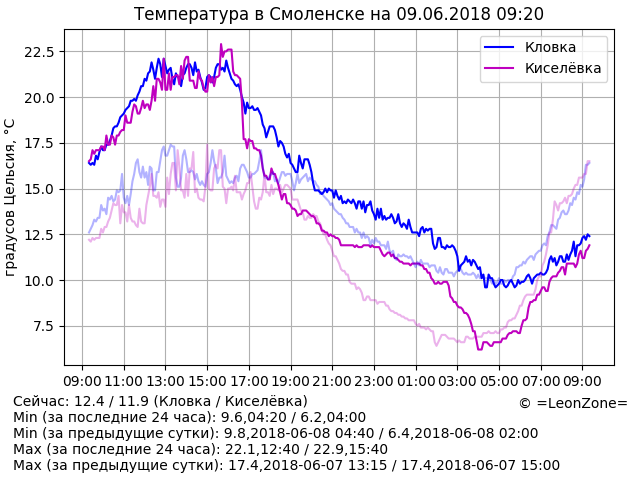 Температура в Смоленске на 09.06.2018 09:20
градусов Цельсия, °C
22.5
20.0
17.5
15.0
12.5
10.0
7.5
Кловка
Киселёвка
09:00 11:00 13:00 15:00 17:00 19:00 21:00 23:00 01:00 03:00 05:00 07:00 09:00
Сейчас: 12.4 / 11.9 (Кловка / Киселёвка)
© =LeonZone=
Min (за последние 24 часа): 9.6,04:20 / 6.2,04:00
Min (за предыдущие сутки): 9.8,2018-06-08 04:40 / 6.4,2018-06-08 02:00
Max (за последние 24 часа): 22.1,12:40 / 22.9,15:40
Max (за предыдущие сутки): 17.4,2018-06-07 13:15 / 17.4,2018-06-07 15:00